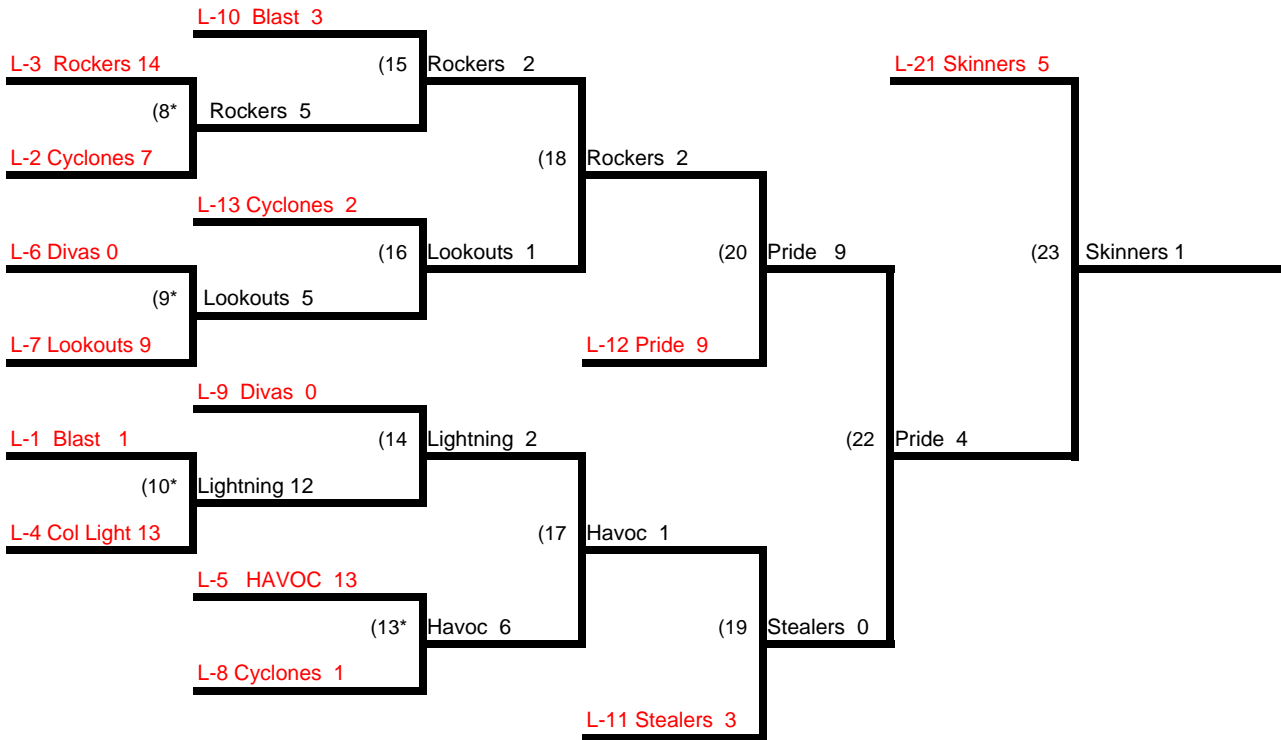 L-10 Blast 3
L-3 Rockers 14
(15
Rockers 2
L-21 Skinners 5
(8*
Rockers 5
L-2 Cyclones 7
(18
Rockers 2
L-13 Cyclones 2
L-6 Divas 0
(16
Lookouts 1
(20
Pride 9
(23
Skinners 1
(9*
Lookouts 5
L-7 Lookouts 9
L-12 Pride 9
L-9 Divas 0
L-1 Blast 1
(14
Lightning 2
(22
Pride 4
(10*
Lightning 12
L-4 Col Light 13
(17
Havoc 1
L-5 HAVOC 13
(13*
Havoc 6
(19
Stealers 0
L-8 Cyclones 1
L-11 Stealers 3